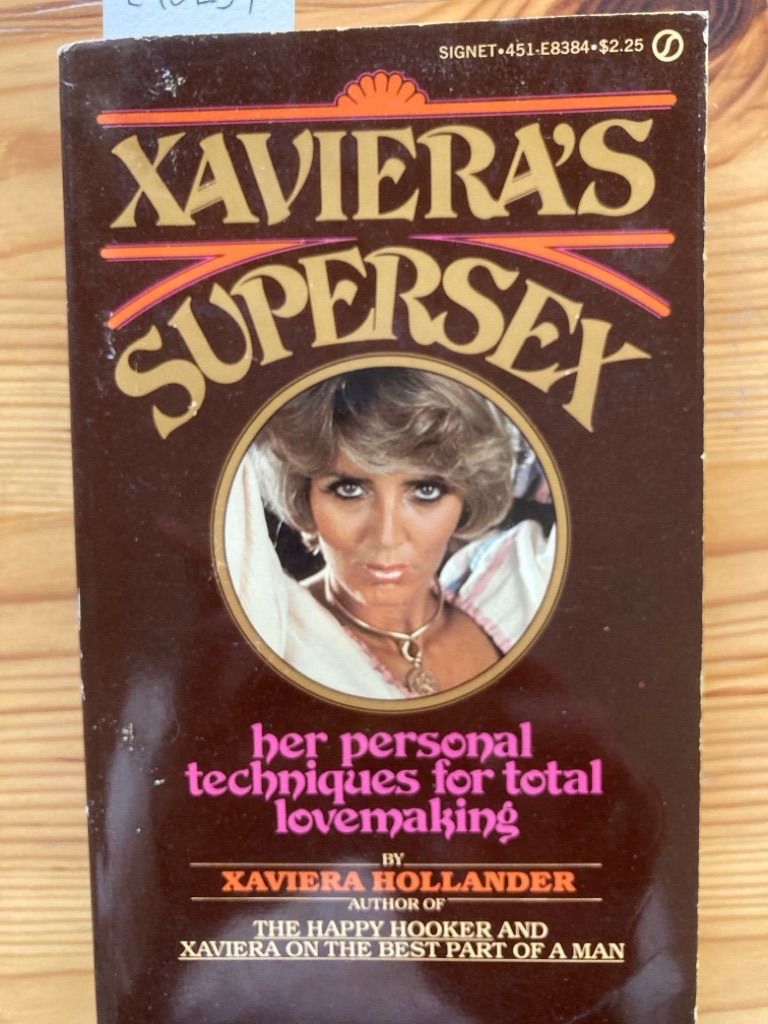 SIGNET•451-E8384•$2.25
XAVIERA'S
SUPERSEX
her personal
techniques for total
lovemaking
BY
XAVIERA HOLLANDER
AUTHOR OF
THE HAPPY HOOKER AND
XAVIERA ON THE BEST PART OF A MAN